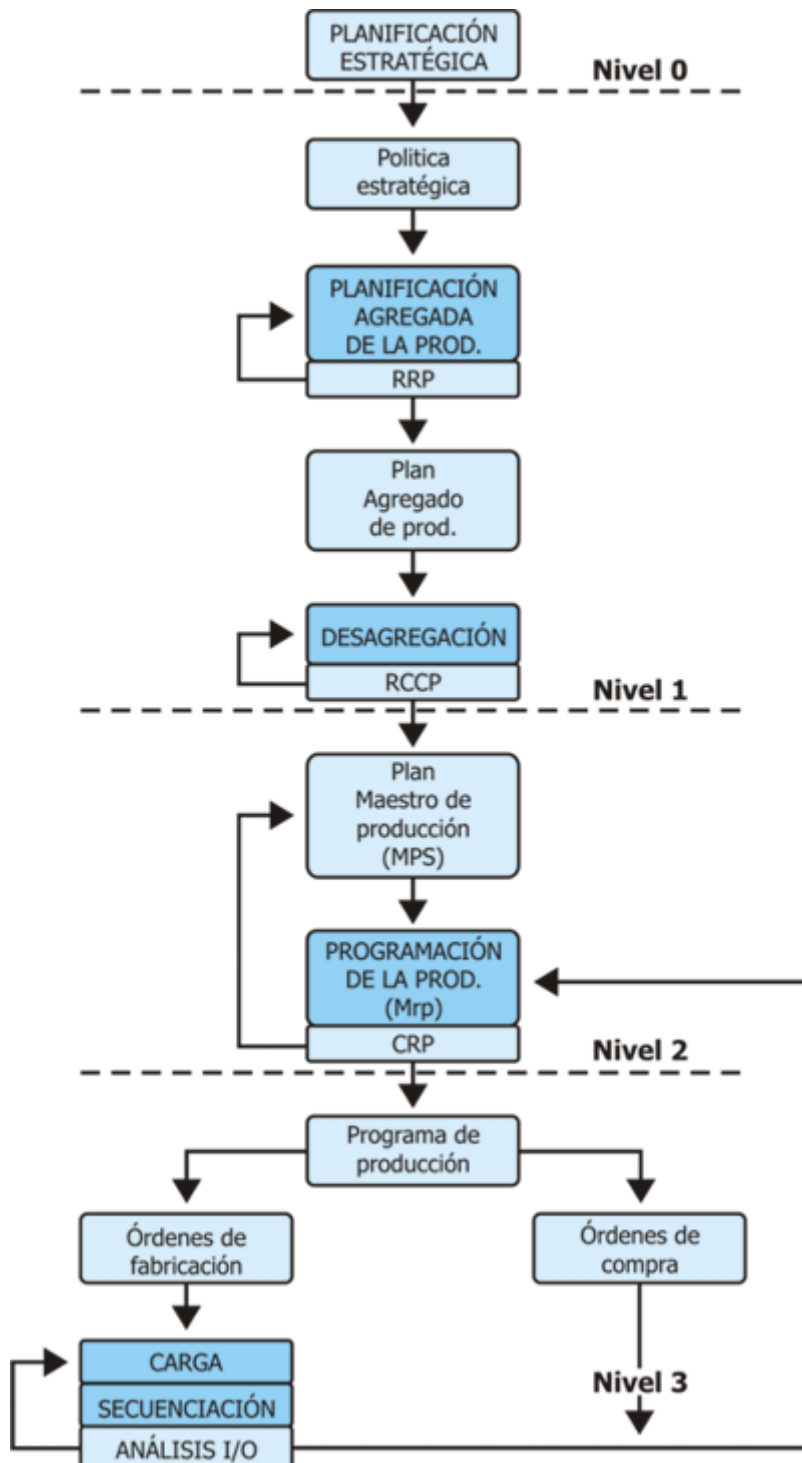 PLANIFICACIÓN
ESTRATÉGICA
Nivel 0
Politica
estratégica
PLANIFICACIÓN
AGREGADA
DE LA PROD.
RRP
Plan
Agregado
de prod.
DESAGREGACIÓN
RCCP
Nivel 1
Plan
Maestro de
producción
(MPS)
PROGRAMACIÓN
DE LA PROD.
(Mrp)
CRP
Nivel 2
Programa de
producción
Órdenes de
fabricación
Órdenes de
compra
CARGA
Nivel 3
SECUENCIACIÓN
ANÁLISIS I/O